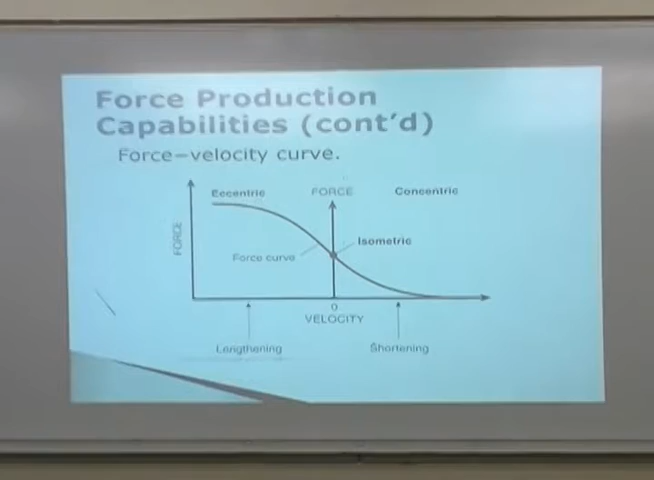 Force Production
Capabilities (cont'd)
Force-velocity curve.
Eccentric FORCE Concentric
FORCE
Isometric
Force curve
0
VELOCITY
Lengthening Shortening